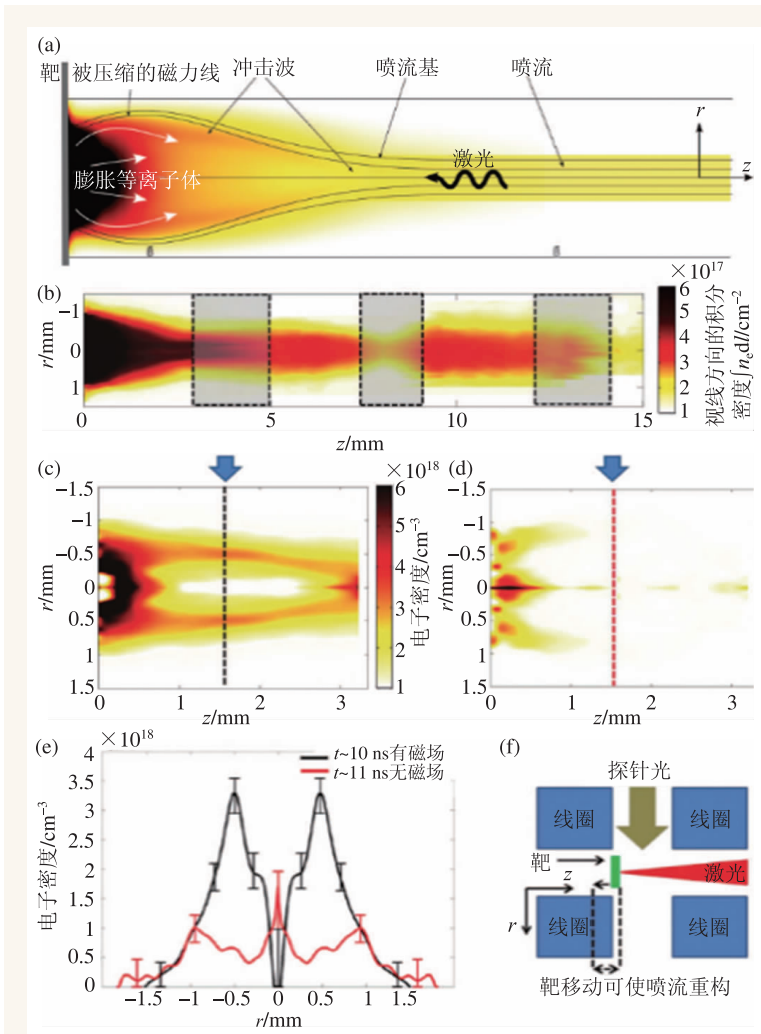 (a)
靶 被压缩的磁力线 冲击波 喷流基 喷流
r
激光
z
膨胀等离子体
(b)
×10¹⁷
r/mm
-1
0
1
0 5 10 15
z/mm
6
5
4
3
2
1
视线方向的积分
密度∫nₑdl/cm⁻²
(c)
×10¹⁸
r/mm
-1.5
-1
-0.5
0
0.5
1
1.5
0 1 2 3
z/mm
6
5
4
3
2
1
电子密度/cm⁻³
(d)
r/mm
-1.5
-1
-0.5
0
0.5
1
1.5
0 1 2 3
z/mm
(e)
×10¹⁸
电子密度/cm⁻³
4
3.5
3
2.5
2
1.5
1
0.5
0
t~10 ns有磁场
t~11 ns无磁场
-1.5 -1 -0.5 0 0.5 1 1.5
r/mm
(f)
探针光
线圈 线圈
靶
z
激光
r
线圈 线圈
靶移动可使喷流重构